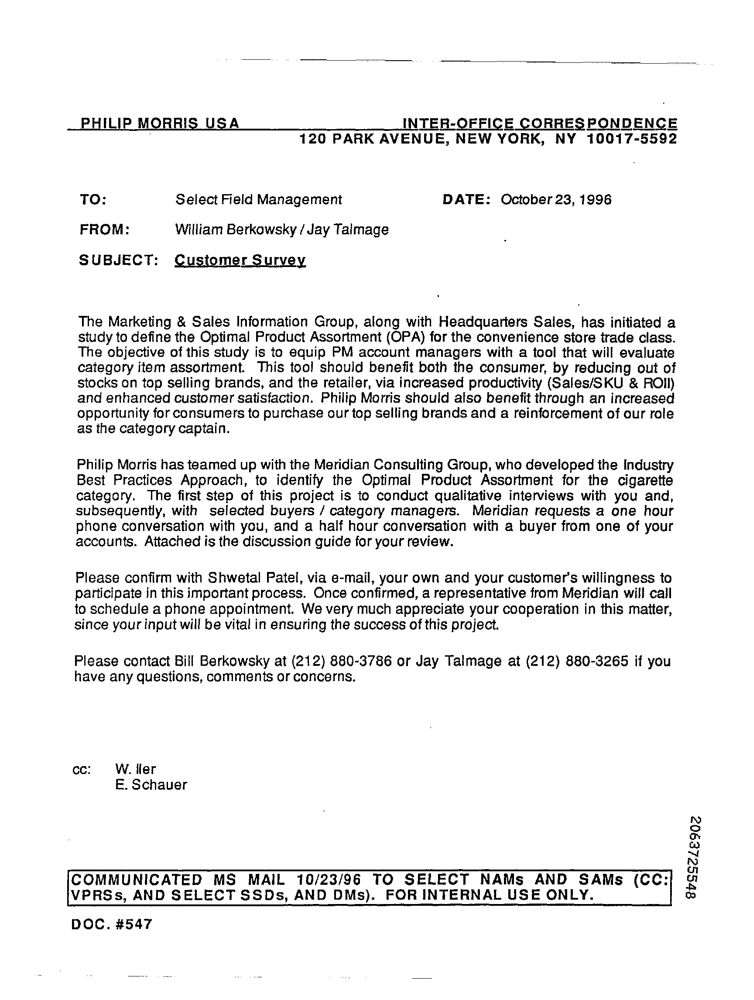 PHILIP MORRIS USA INTER-OFFICE CORRESPONDENCE
120 PARK AVENUE, NEW YORK, NY 10017-5592
TO: Select Field Management DATE: October 23, 1996
FROM: William Berkowsky / Jay Talmage
SUBJECT: Customer Survey
The Marketing & Sales Information Group, along with Headquarters Sales, has initiated a
study to define the Optimal Product Assortment (OPA) for the convenience store trade class.
The objective of this study is to equip PM account managers with a tool that will evaluate
category item assortment. This tool should benefit both the consumer, by reducing out of
stocks on top selling brands, and the retailer, via increased productivity (Sales/SKU & ROII)
and enhanced customer satisfaction. Philip Morris should also benefit through an increased
opportunity for consumers to purchase our top selling brands and a reinforcement of our role
as the category captain.
Philip Morris has teamed up with the Meridian Consulting Group, who developed the Industry
Best Practices Approach, to identify the Optimal Product Assortment for the cigarette
category. The first step of this project is to conduct qualitative interviews with you and,
subsequently, with selected buyers / category managers. Meridian requests a one hour
phone conversation with you, and a half hour conversation with a buyer from one of your
accounts. Attached is the discussion guide for your review.
Please confirm with Shwetal Patel, via e-mail, your own and your customer's willingness to
participate in this important process. Once confirmed, a representative from Meridian will call
to schedule a phone appointment. We very much appreciate your cooperation in this matter,
since your input will be vital in ensuring the success of this project.
Please contact Bill Berkowsky at (212) 880-3786 or Jay Talmage at (212) 880-3265 if you
have any questions, comments or concerns.
cc: W. Iler
E. Schauer
2063725548
COMMUNICATED MS MAIL 10/23/96 TO SELECT NAMs AND SAMs (CC:
VPRSs, AND SELECT SSDs, AND DMs). FOR INTERNAL USE ONLY.
DOC. #547